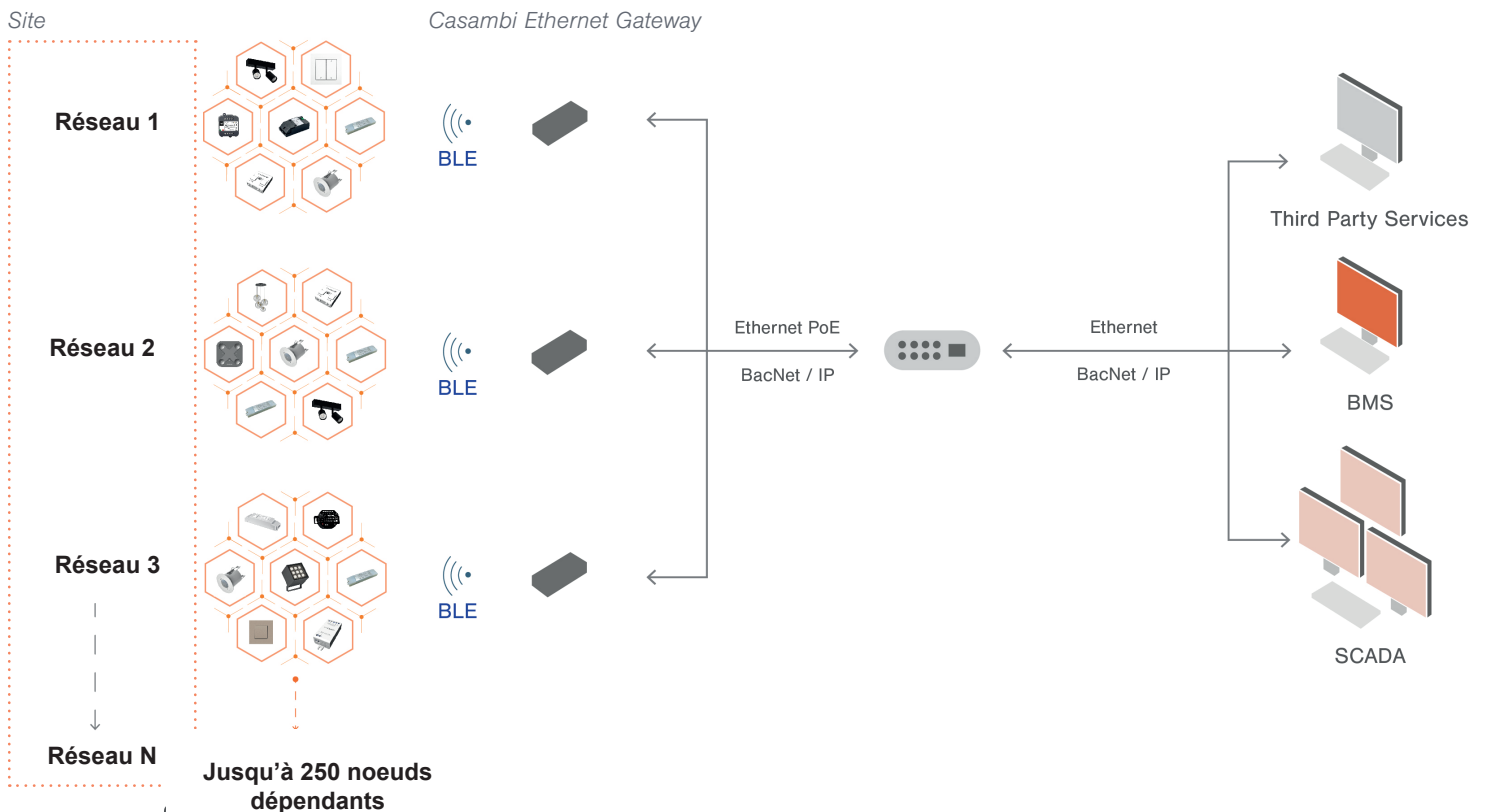 Site
Casambi Ethernet Gateway
Réseau 1
BLE
Third Party Services
Réseau 2
BLE
Ethernet PoE
BacNet / IP
Ethernet
BacNet / IP
BMS
Réseau 3
BLE
SCADA
Réseau N
Jusqu’à 250 noeuds
dépendants